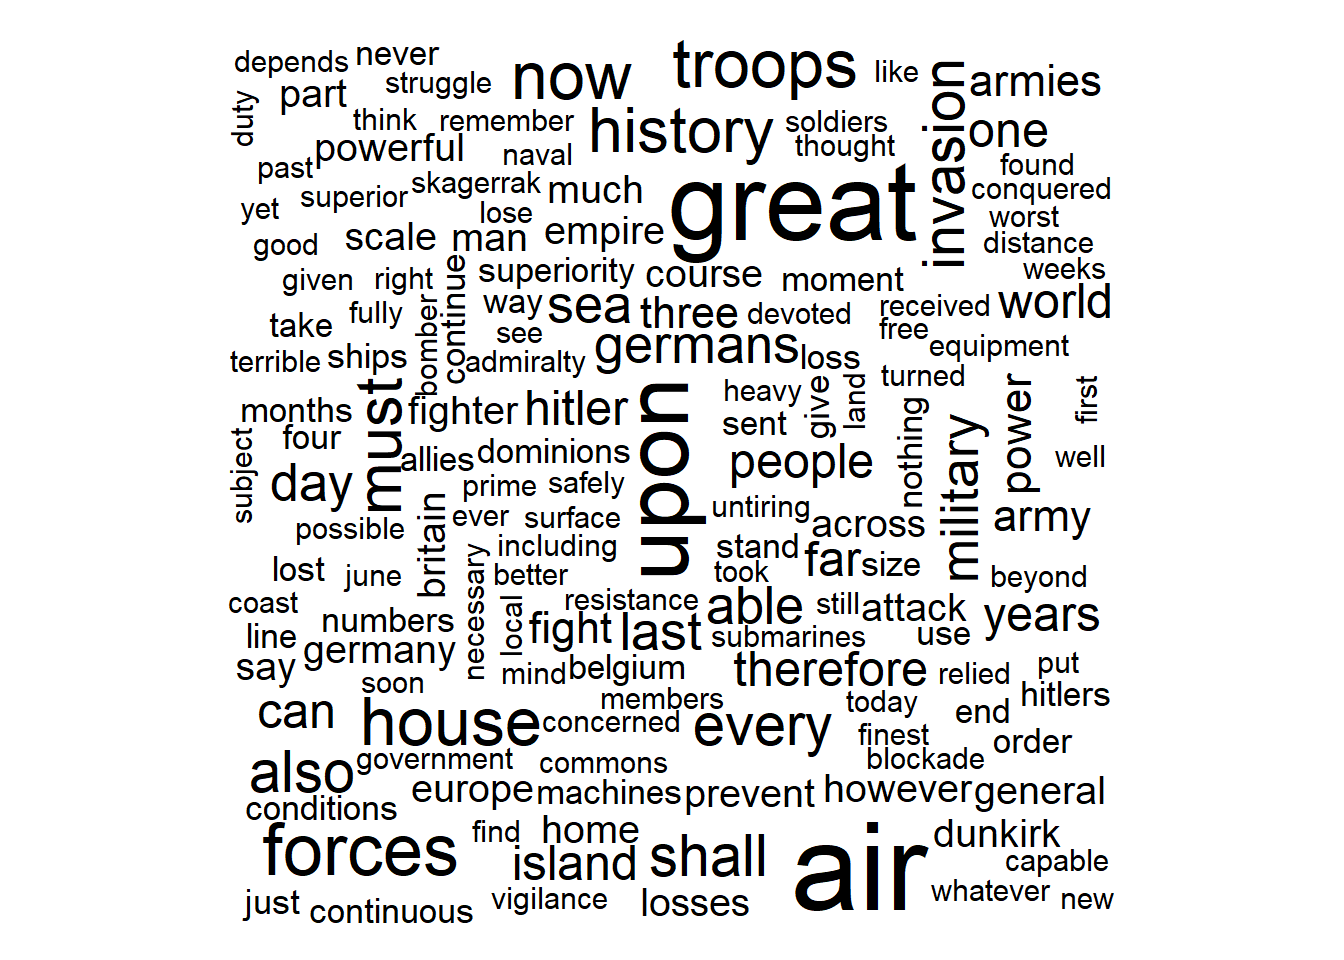 depends never now troops like invasion armies
duty part struggle history soldiers one
think remember thought
past powerful naval found
superior skagerrak much great conquered
yet lose worst
good scale man empire distance
given right continue superiority course moment weeks
take fully bomber way sea three devoted received world
see free
terrible ships admiralty germans loss equipment
months must fighter hitler upon heavy give land turned power first
subject four allies dominions sent people nothing military well
day prime safely
possible britain ever surface untiring across army
including stand far size
lost june necessary better took beyond
coast numbers local resistance able still attack years
line fight last submarines use
say germany mind belgium therefore relied put
soon members today hitlers
can house concerned every end
finest order
also government commons blockade
conditions europe machines prevent however general
forces find home shall air dunkirk
island capable
just continuous vigilance losses whatever new